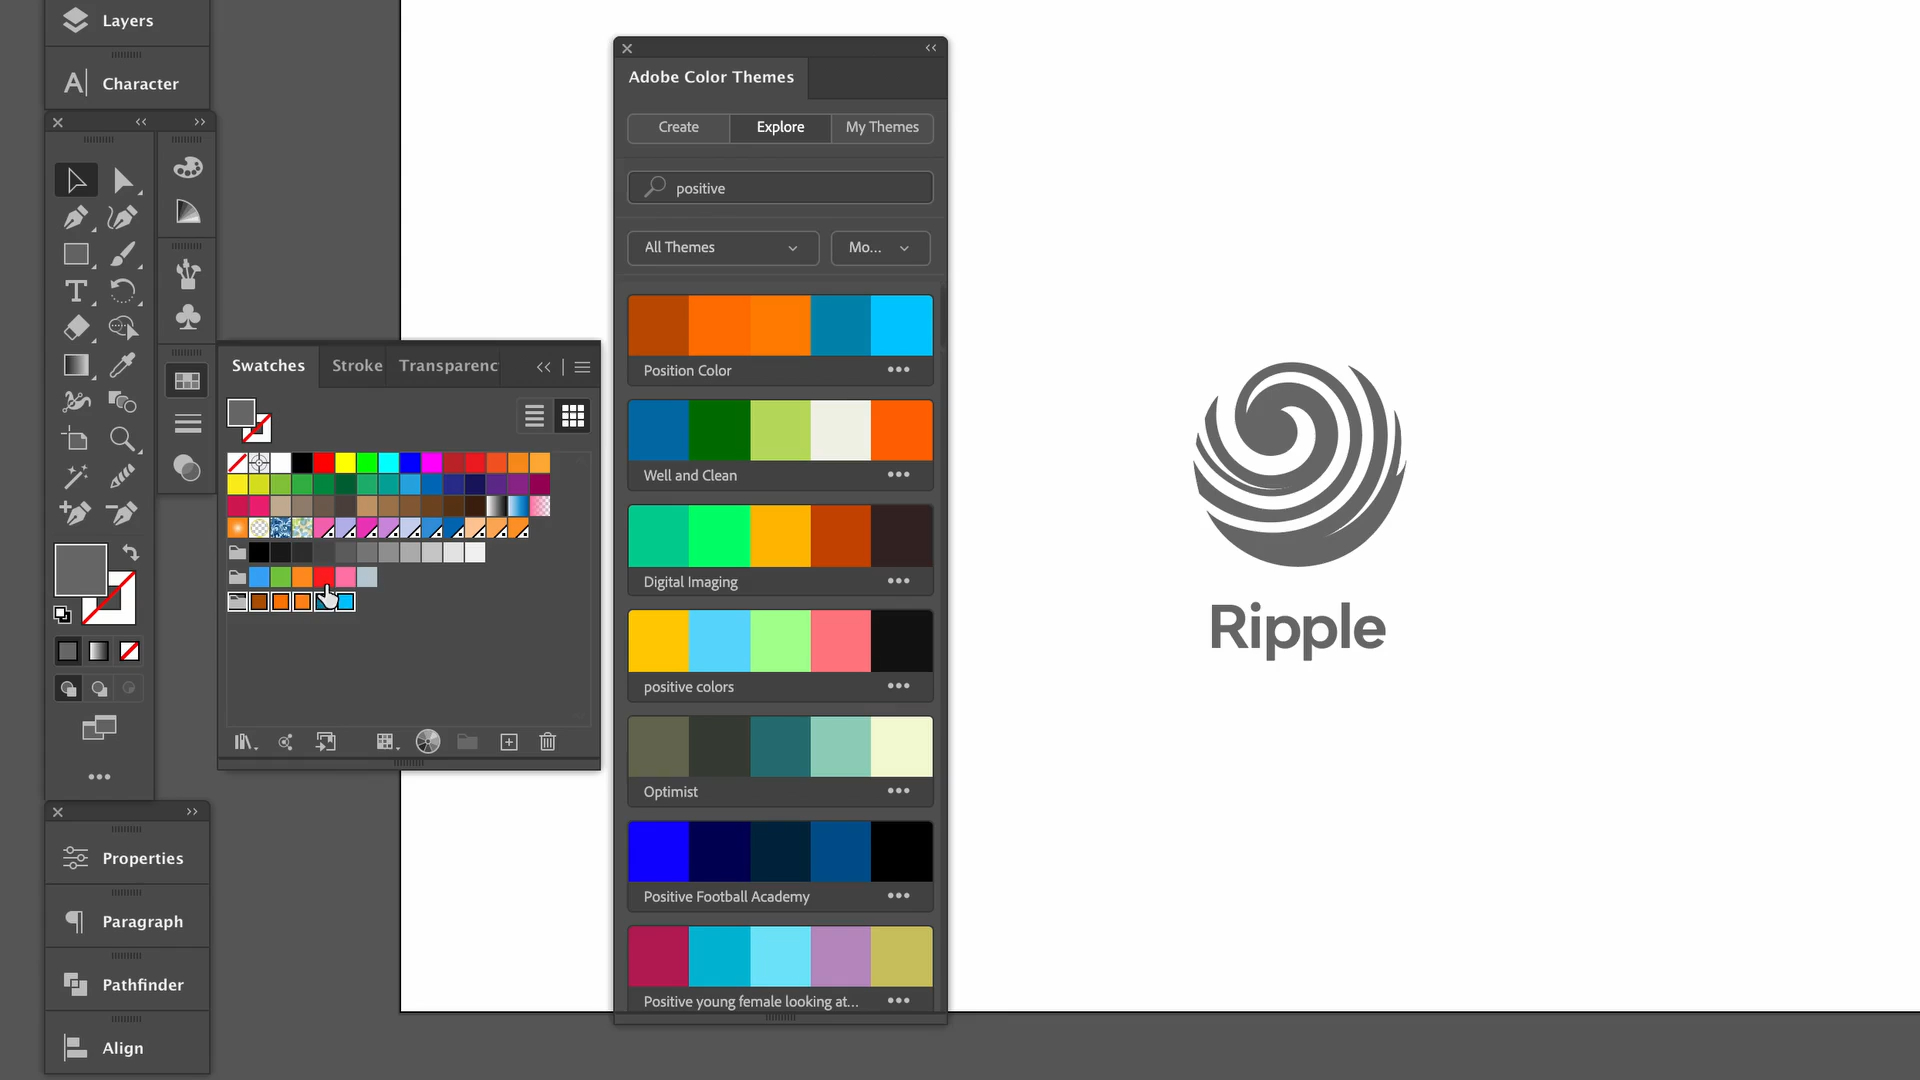 Layers
Character
Adobe Color Themes
Create
Explore
My Themes
positive
All Themes
Mo...
Position Color
Well and Clean
Digital Imaging
positive colors
Optimist
Positive Football Academy
Positive young female looking at...
Swatches
Stroke
Transparenc
Properties
Paragraph
Pathfinder
Align
Ripple